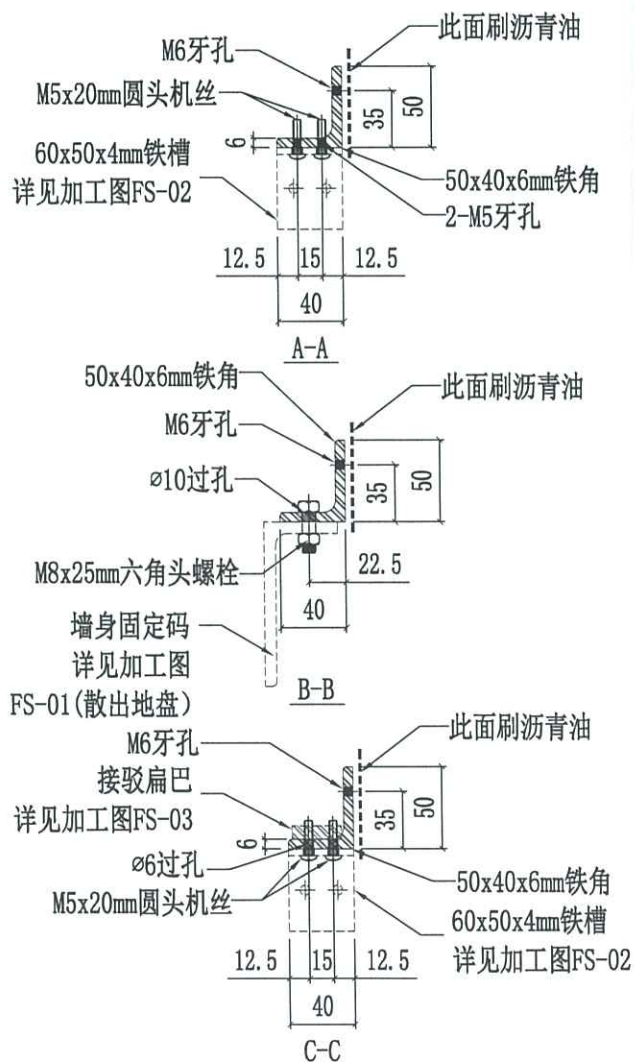 此面刷沥青油
M6牙孔
M5x20mm圆头机丝
60x50x4mm铁槽
详见加工图FS-02
6
35
50
50x40x6mm铁角
2-M5牙孔
12.5
15
12.5
40
A-A
50x40x6mm铁角
此面刷沥青油
M6牙孔
ø10过孔
35
50
M8x25mm六角头螺栓
22.5
40
墙身固定码
详见加工图
FS-01(散出地盘)
B-B
此面刷沥青油
M6牙孔
接驳扁巴
详见加工图FS-03
6
35
50
ø6过孔
M5x20mm圆头机丝
50x40x6mm铁角
60x50x4mm铁槽
详见加工图FS-02
12.5
15
12.5
40
C-C